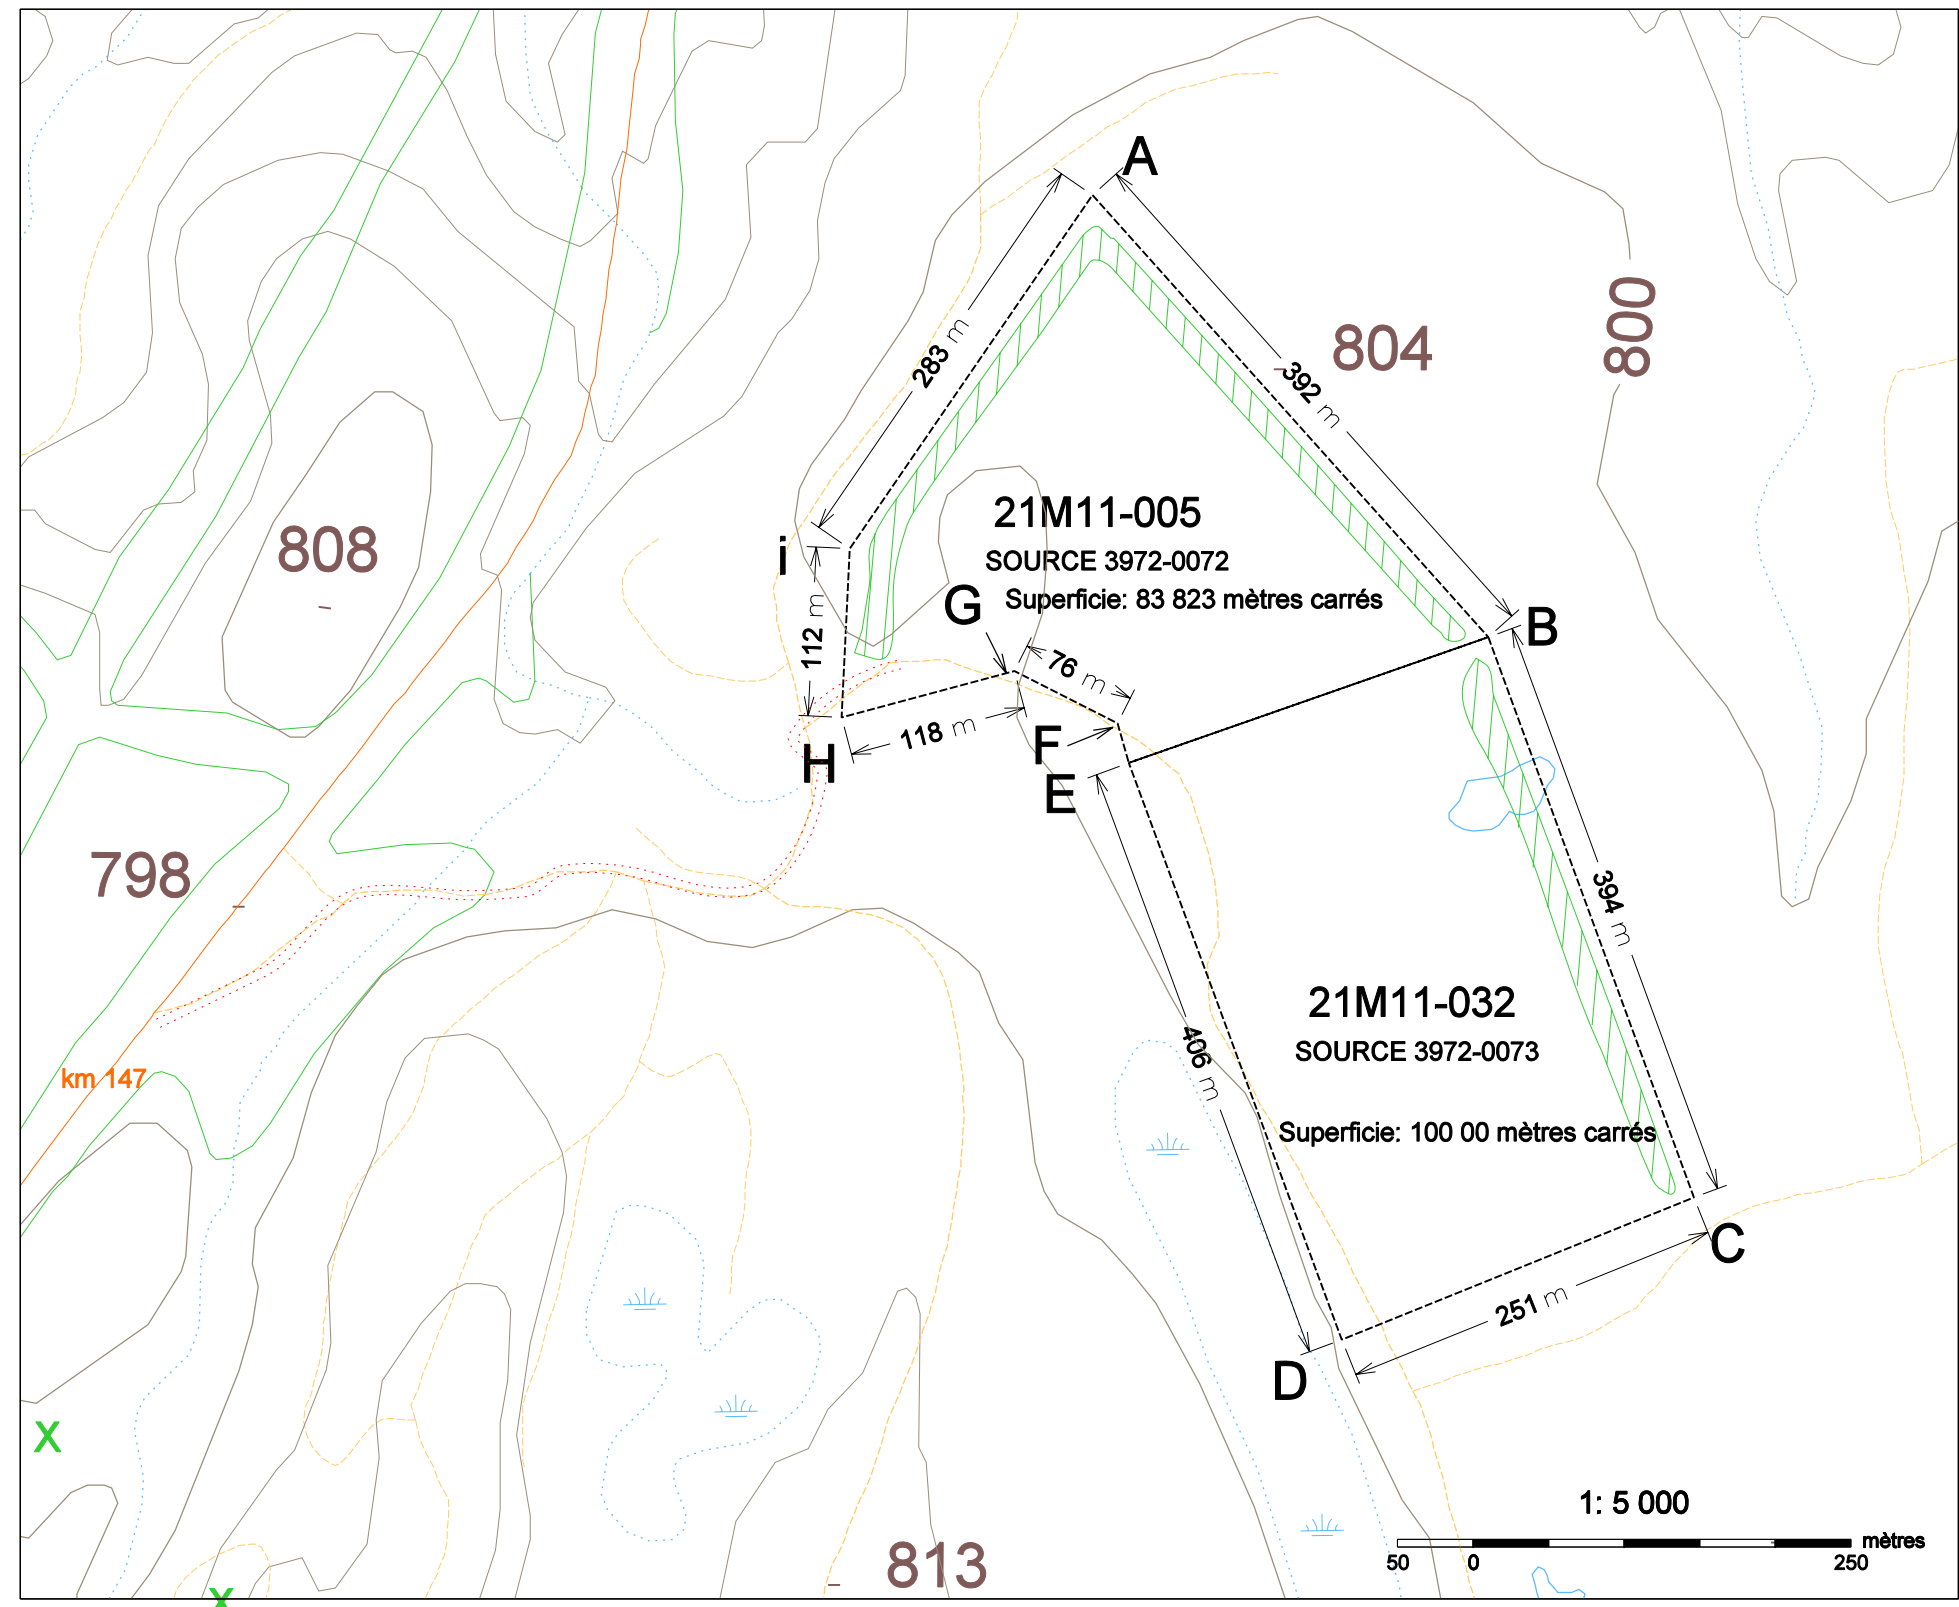 A
800
804
283 m
392 m
21M11-005
808
i
SOURCE 3972-0072
G
Superficie: 83 823 mètres carrés
B
112 m
76 m
118 m
F
H
E
798
394 m
21M11-032
406 m
SOURCE 3972-0073
km 147
Superficie: 100 00 mètres carrés
C
251 m
D
X
1: 5 000
mètres
50 0 250
813
X